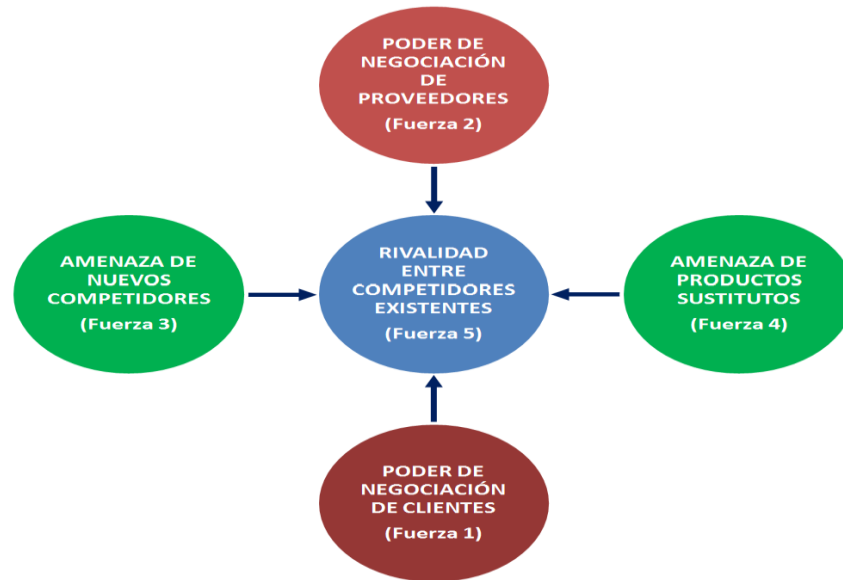 PODER DE
NEGOCIACIÓN
DE
PROVEEDORES
(Fuerza 2)
AMENAZA DE
NUEVOS
COMPETIDORES
(Fuerza 3)
RIVALIDAD
ENTRE
COMPETIDORES
EXISTENTES
(Fuerza 5)
AMENAZA DE
PRODUCTOS
SUSTITUTOS
(Fuerza 4)
PODER DE
NEGOCIACIÓN
DE CLIENTES
(Fuerza 1)